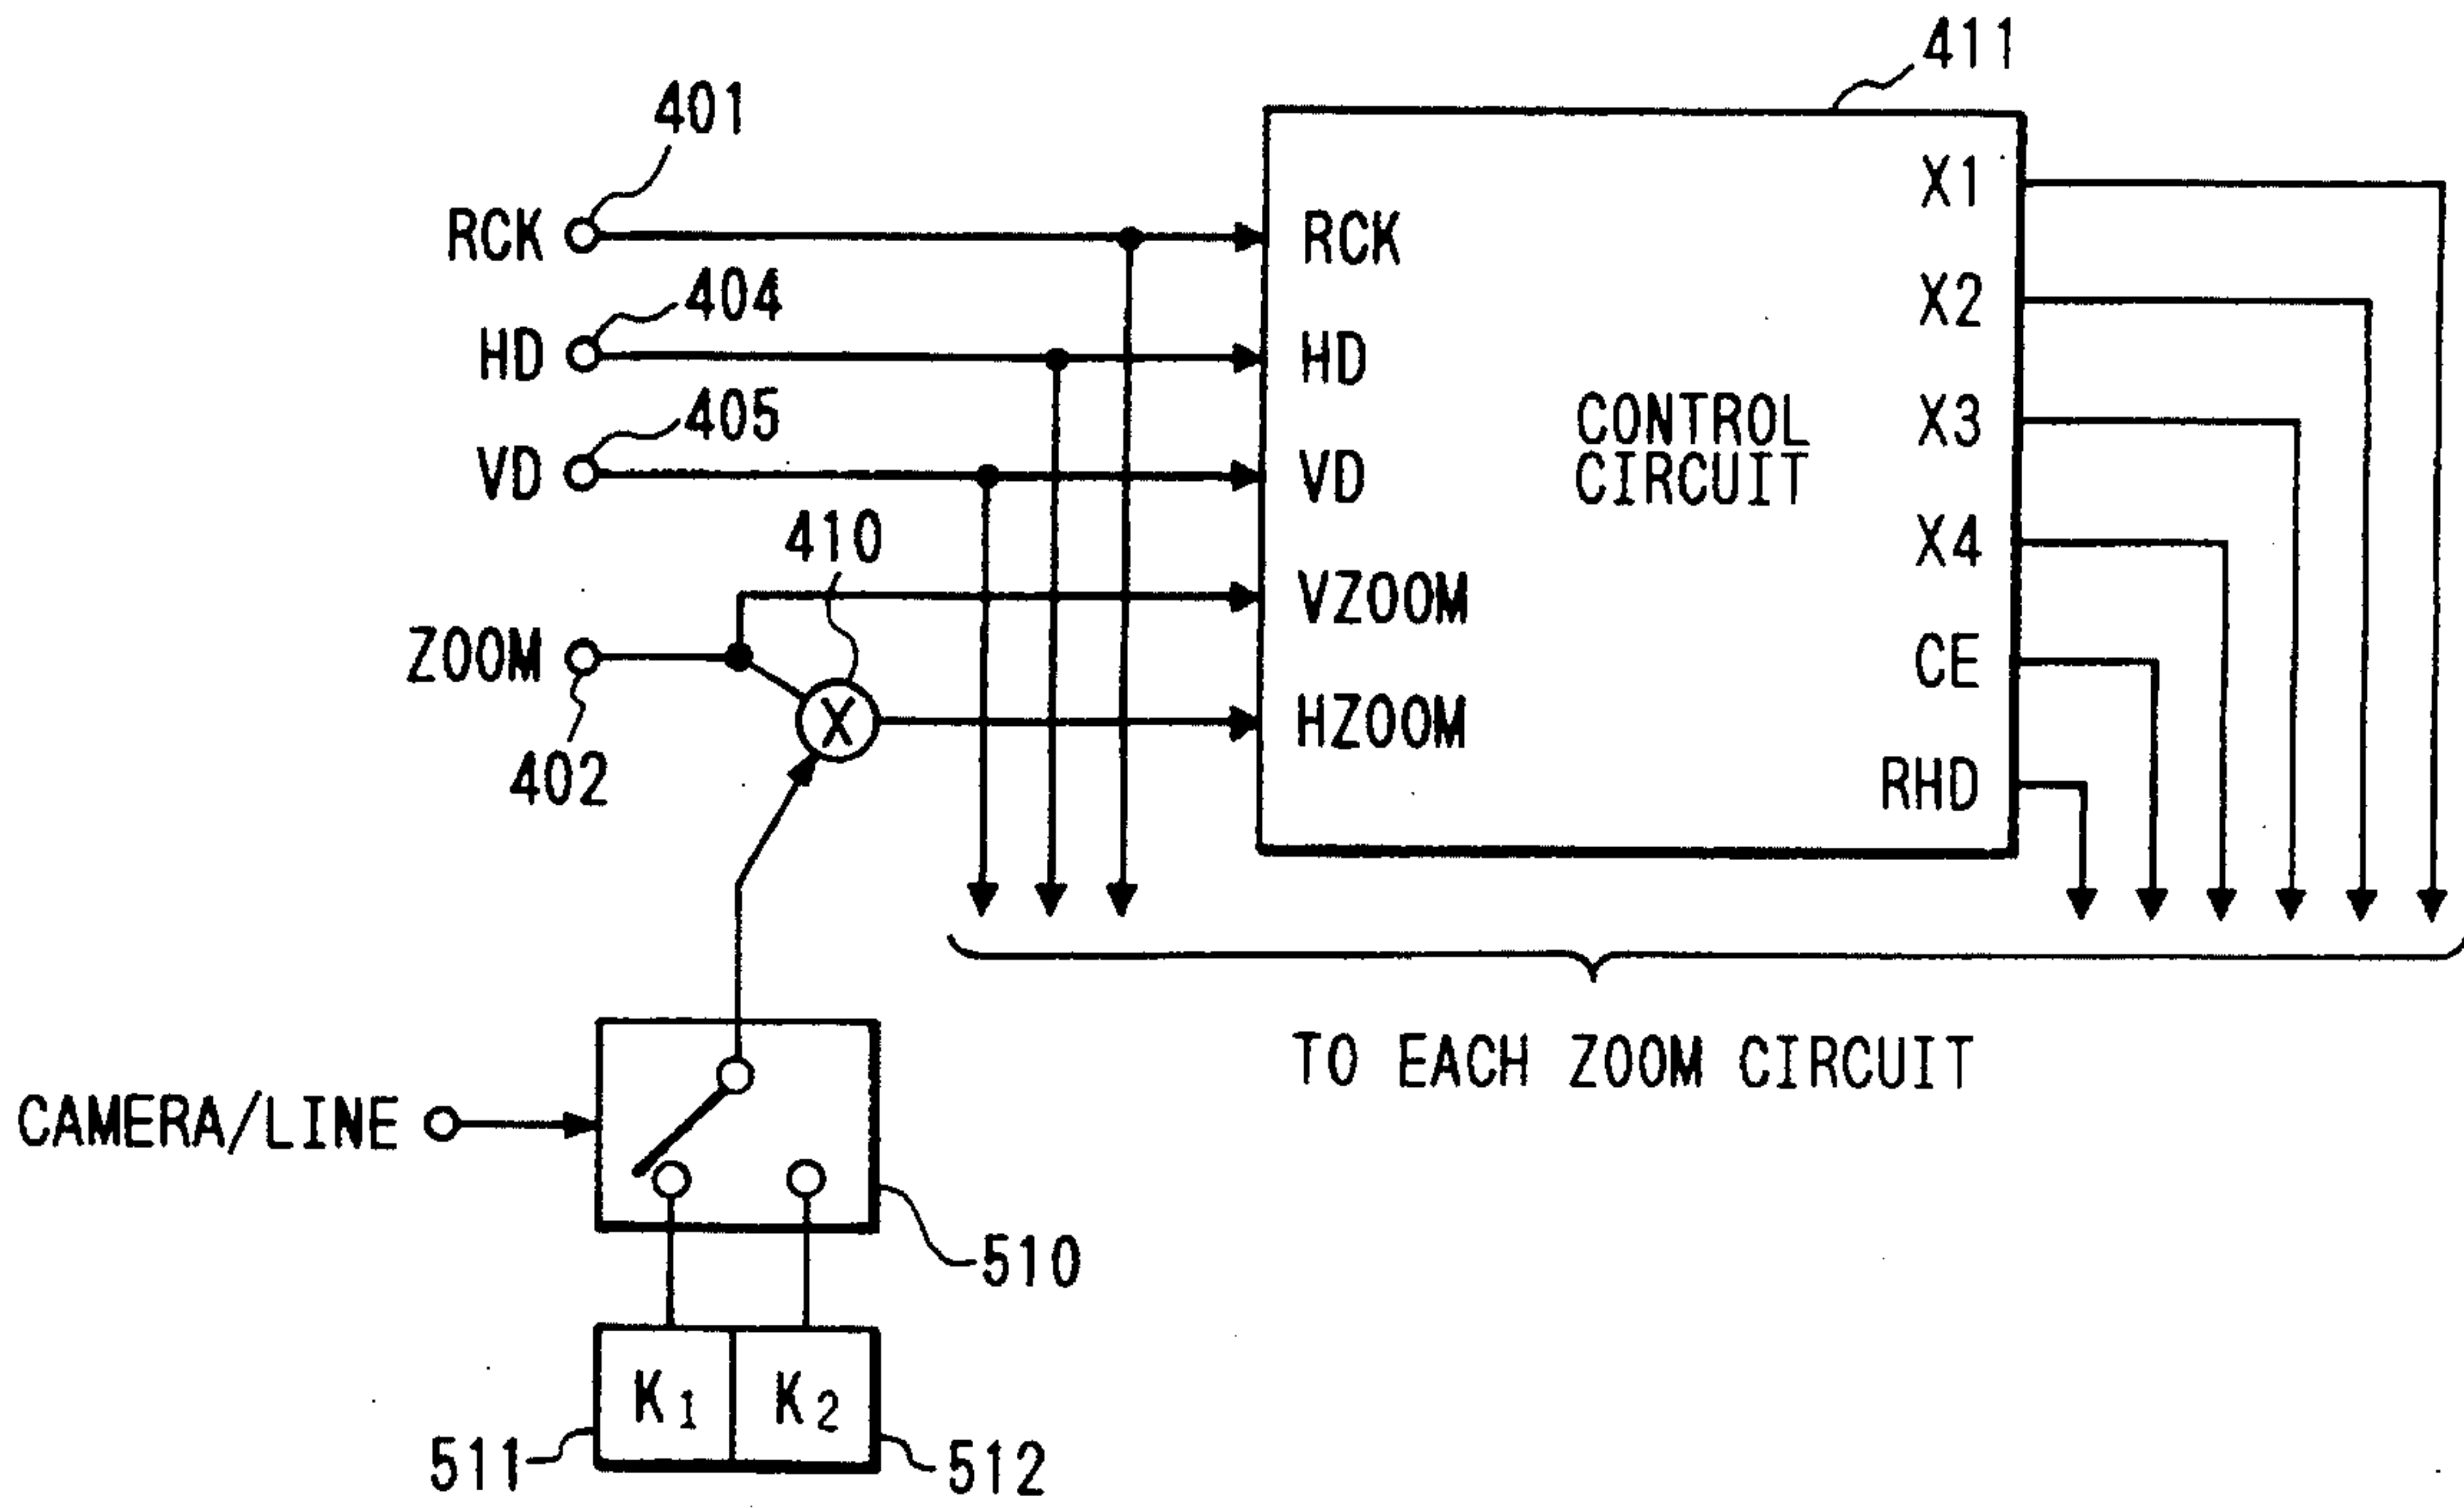 411
401
X1
RCK
RCK
404
X2
HD
HD
405
X3
CONTROL
CIRCUIT
VD
VD
410
X4
VZOOM
ZOOM
CE
X
HZOOM
402
RHD
TO EACH ZOOM CIRCUIT
CAMERA/LINE
510
K1
K2
511
512